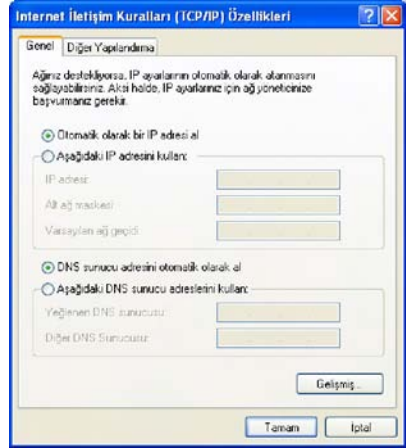 Internet İletişim Kuralları (TCP/IP) Özellikleri
Genel
Diğer Yapılandırma
Ağınız destekliyorsa, IP ayarlarının otomatik olarak atanmasını
sağlayabilirsiniz. Aksi halde, IP ayarlarınız için ağ yöneticinize
başvurmanız gerekir.
Otomatik olarak bir IP adresi al
Aşağıdaki IP adresini kullan:
IP adresi:
Alt ağ maskesi:
Varsayılan ağ geçidi:
DNS sunucu adresini otomatik olarak al
Aşağıdaki DNS sunucu adreslerini kullan:
Yeğlenen DNS sunucusu:
Diğer DNS Sunucusu:
Gelişmiş...
Tamam
İptal